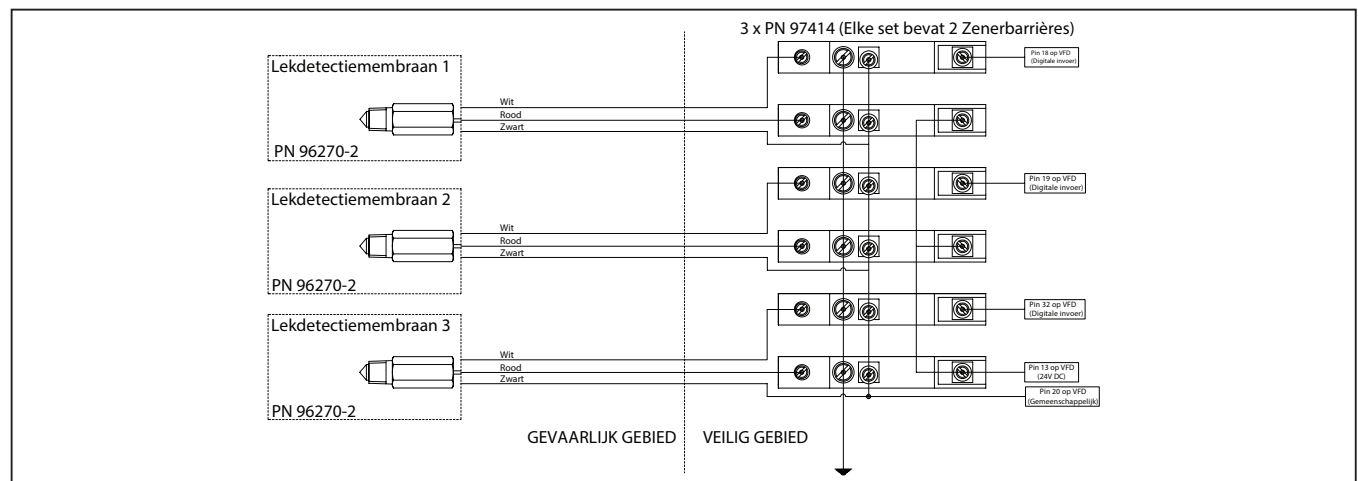 3 x PN 97414 (Elke set bevat 2 Zenerbarrières)
Pin 18 op VFD
(Digitale invoer)
Lekdetectiemembraan 1
Wit
Rood
Zwart
PN 96270-2
Pin 19 op VFD
(Digitale invoer)
Lekdetectiemembraan 2
Wit
Rood
Zwart
PN 96270-2
Pin 32 op VFD
(Digitale invoer)
Lekdetectiemembraan 3
Wit
Rood
Zwart
PN 96270-2
Pin 13 op VFD
(24V DC)
Pin 20 op VFD
(Gemeenschappelijk)
GEVAARLIJK GEBIED
VEILIG GEBIED